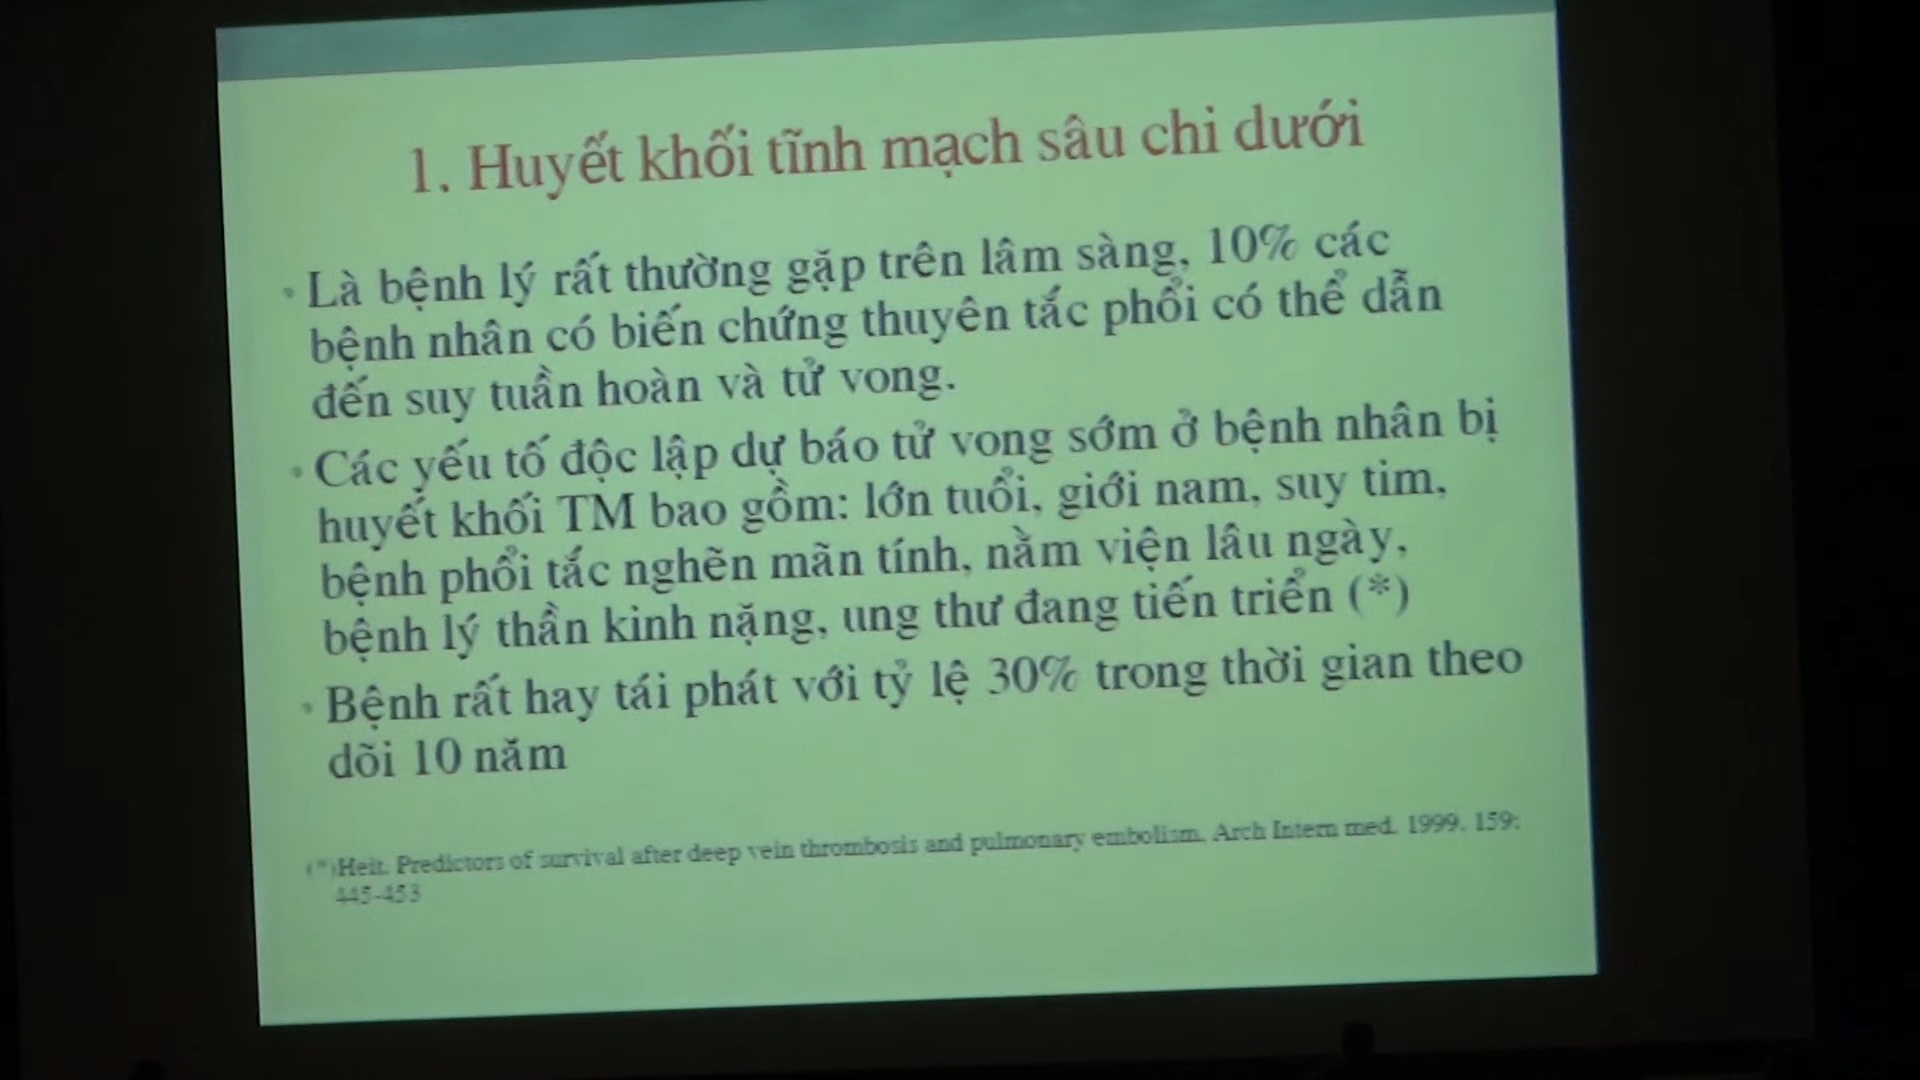 1. Huyết khối tĩnh mạch sâu chi dưới
• Là bệnh lý rất thường gặp trên lâm sàng, 10% các
bệnh nhân có biến chứng thuyên tắc phổi có thể dẫn
đến suy tuần hoàn và tử vong.
• Các yếu tố độc lập dự báo tử vong sớm ở bệnh nhân bị
huyết khối TM bao gồm: lớn tuổi, giới nam, suy tim,
bệnh phổi tắc nghẽn mãn tính, nằm viện lâu ngày,
bệnh lý thần kinh nặng, ung thư đang tiến triển (*)
• Bệnh rất hay tái phát với tỷ lệ 30% trong thời gian theo
dõi 10 năm
(*)Heit. Predictors of survival after deep vein thrombosis and pulmonary embolism. Arch Intern med. 1999. 159:
445-453